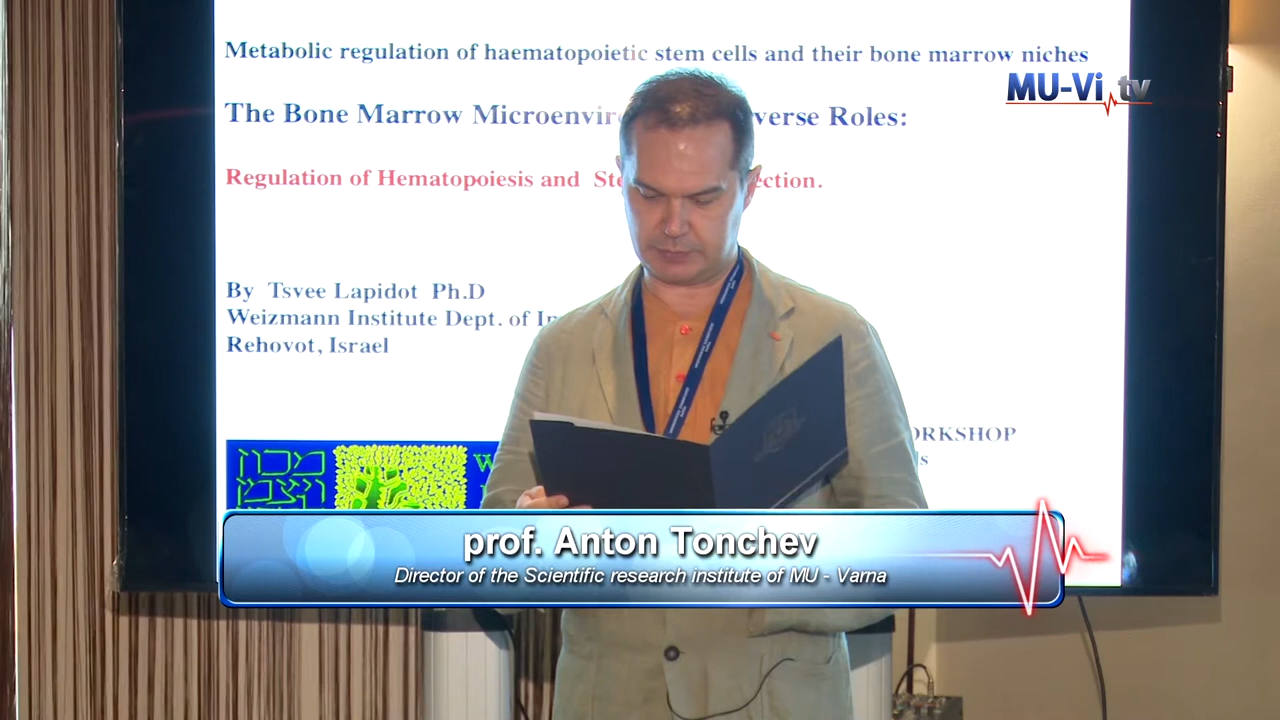 Metabolic regulation of haematopoietic stem cells and their bone marrow niches
MU-Vi.tv
The Bone Marrow Microenvir verse Roles:
Regulation of Hematopoiesis and Ste ection.
By Tsvee Lapidot Ph.D
Weizmann Institute Dept. of
Rehovot, Israel
ORKSHOP
מכון
ויצמן
prof. Anton Tonchev
Director of the Scientific research institute of MU - Varna